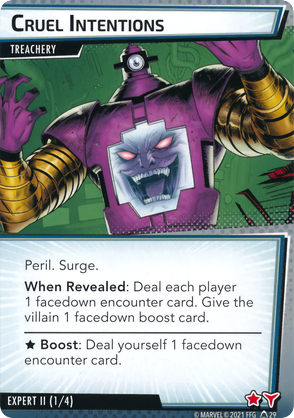 Cruel Intentions
TREACHERY
Peril. Surge.
When Revealed: Deal each player
1 facedown encounter card. Give the
villain 1 facedown boost card.
★ Boost: Deal yourself 1 facedown
encounter card.
EXPERT II (1/4)
© MARVEL © 2021 FFG 29